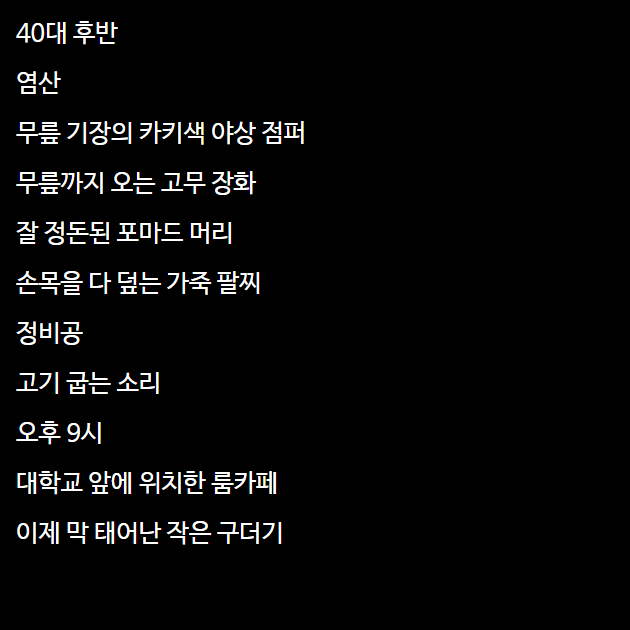 40대 후반
염산
무릎 기장의 카키색 야상 점퍼
무릎까지 오는 고무 장화
잘 정돈된 포마드 머리
손목을 다 덮는 가죽 팔찌
정비공
고기 굽는 소리
오후 9시
대학교 앞에 위치한 룸카페
이제 막 태어난 작은 구더기